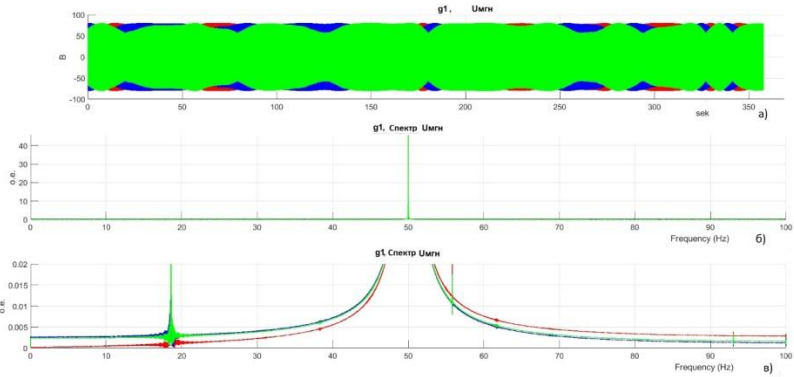 g1, Uмгн
100
50
0
-50
-100
В
0 50 100 150 200 250 300 350
sek
а)
g1, Спектр Uмгн
40
30
20
10
0
о.е.
0 10 20 30 40 50 60 70 80 90 100
Frequency (Hz)
б)
g1, Спектр Uмгн
0.02
0.015
0.01
0.005
0
о.е.
0 10 20 30 40 50 60 70 80 90 100
Frequency (Hz)
в)